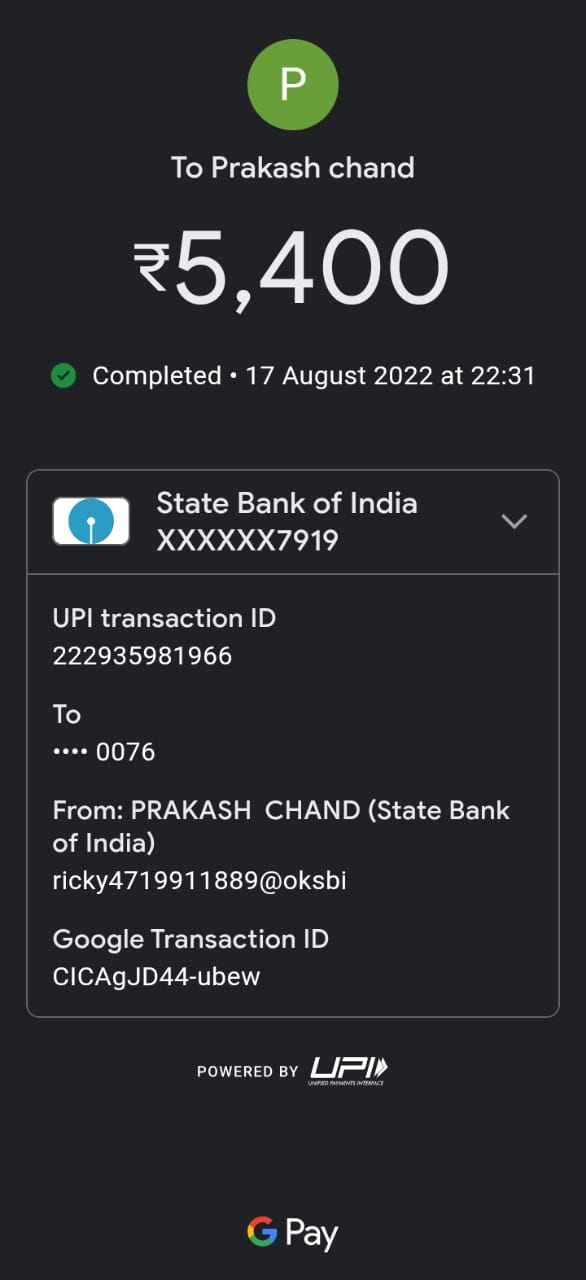 P
To Prakash chand
₹5,400
Completed • 17 August 2022 at 22:31
State Bank of India
XXXXXX7919
UPI transaction ID
222935981966
To
•••• 0076
From: PRAKASH  CHAND (State Bank
of India)
ricky4719911889@oksbi
Google Transaction ID
CICAgJD44-ubew
POWERED BY UPI
UNIFIED PAYMENTS INTERFACE
G Pay